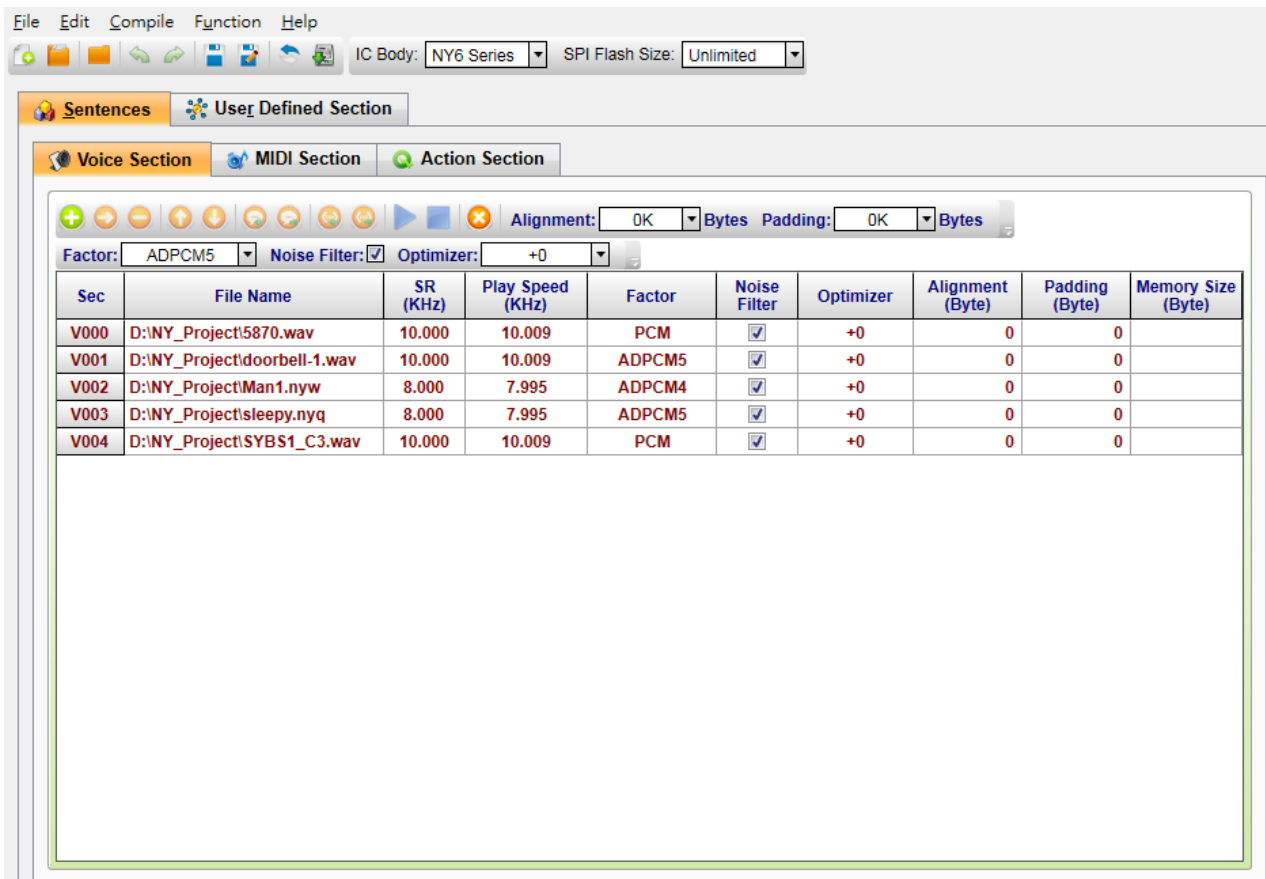 File Edit Compile Function Help
IC Body: NY6 Series SPI Flash Size: Unlimited
Sentences User Defined Section
Voice Section MIDI Section Action Section
Alignment: 0K Bytes Padding: 0K Bytes
Factor: ADPCM5 Noise Filter: Optimizer: +0
Sec File Name SR (KHz) Play Speed (KHz) Factor Noise Filter Optimizer Alignment (Byte) Padding (Byte) Memory Size (Byte)
V000 D:\NY_Project\5870.wav 10.000 10.009 PCM +0 0 0
V001 D:\NY_Project\doorbell-1.wav 10.000 10.009 ADPCM5 +0 0 0
V002 D:\NY_Project\Man1.nyw 8.000 7.995 ADPCM4 +0 0 0
V003 D:\NY_Project\sleepy.nyq 8.000 7.995 ADPCM5 +0 0 0
V004 D:\NY_Project\SYBS1_C3.wav 10.000 10.009 PCM +0 0 0